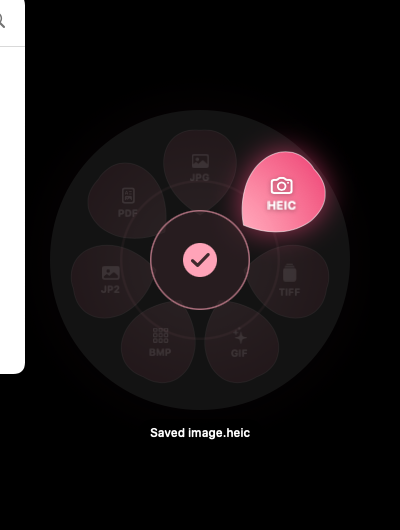 JPG
HEIC
PDF
JP2
TIFF
BMP
GIF
Saved image.heic